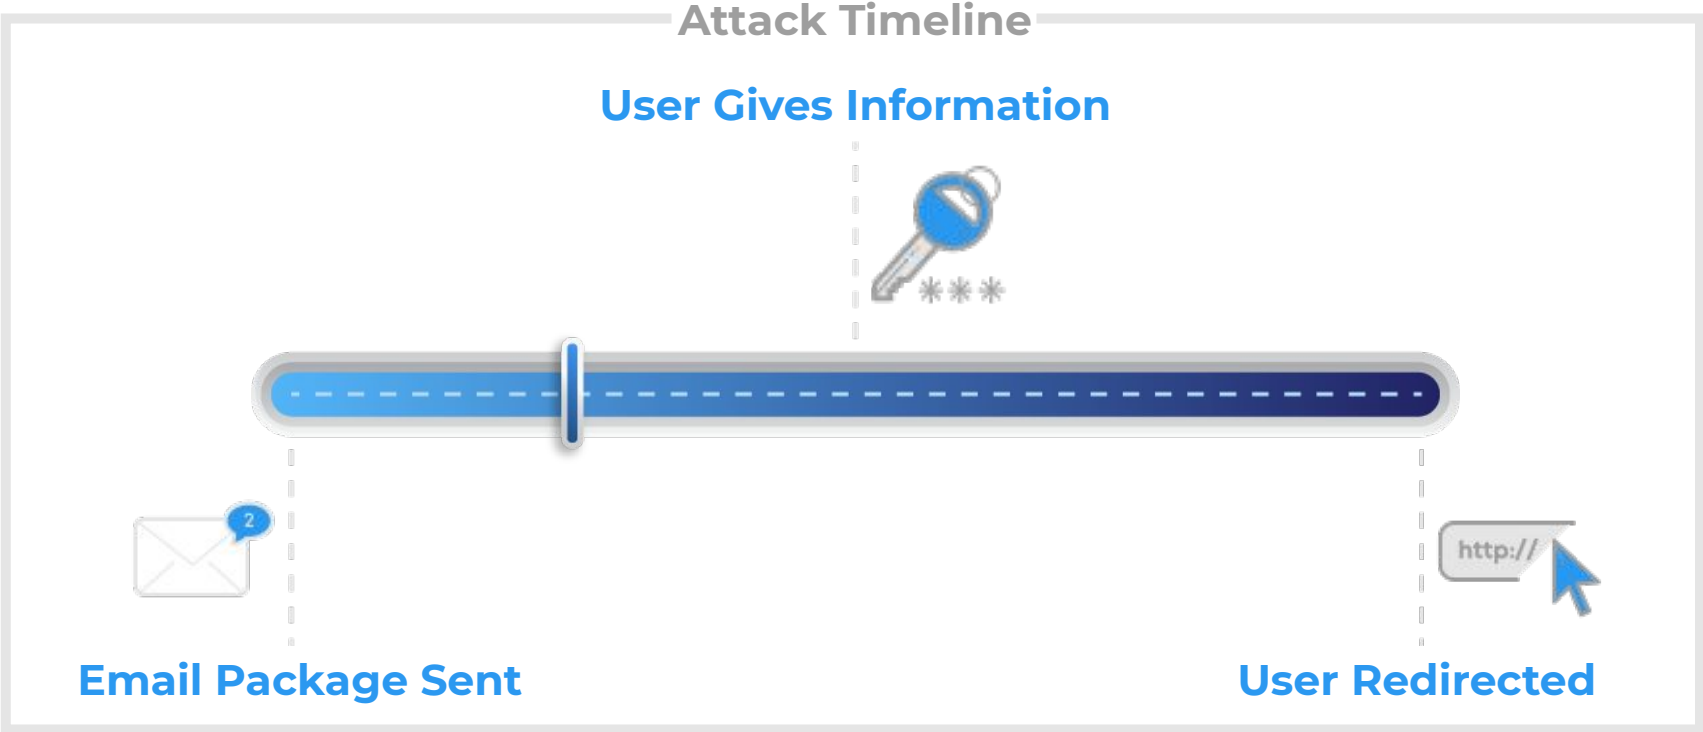 Attack Timeline
User Gives Information
***
2
http://
Email Package Sent
User Redirected